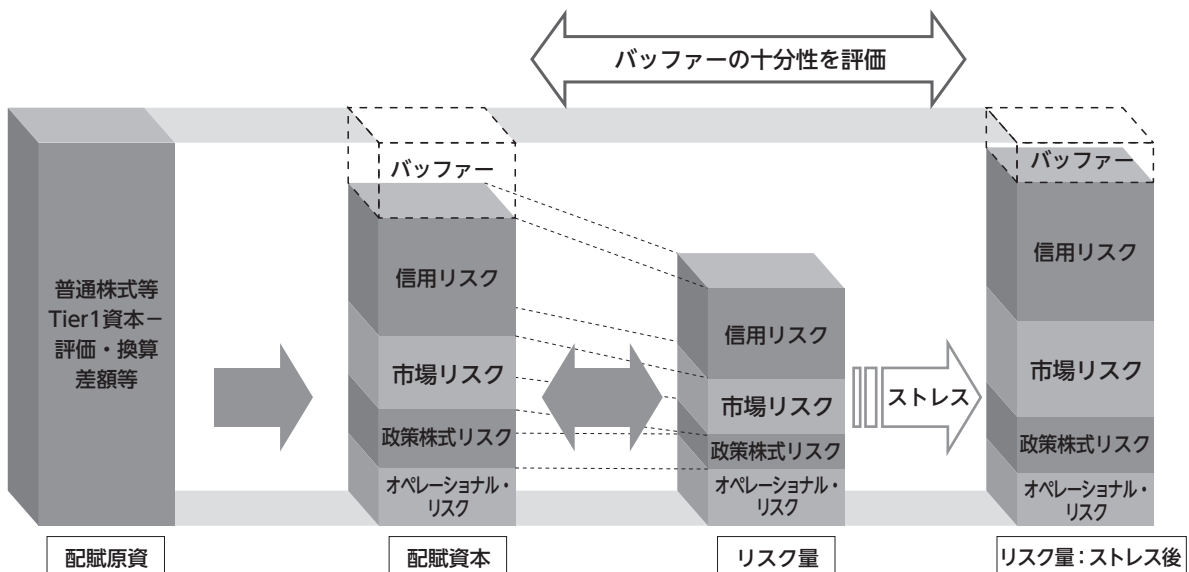 バッファーの十分性を評価
普通株式等
Tier1資本－
評価・換算
差額等
配賦原資
バッファー
信用リスク
市場リスク
政策株式リスク
オペレーショナル・
リスク
配賦資本
信用リスク
市場リスク
政策株式リスク
オペレーショナル・
リスク
リスク量
ストレス
バッファー
信用リスク
市場リスク
政策株式リスク
オペレーショナル・
リスク
リスク量：ストレス後